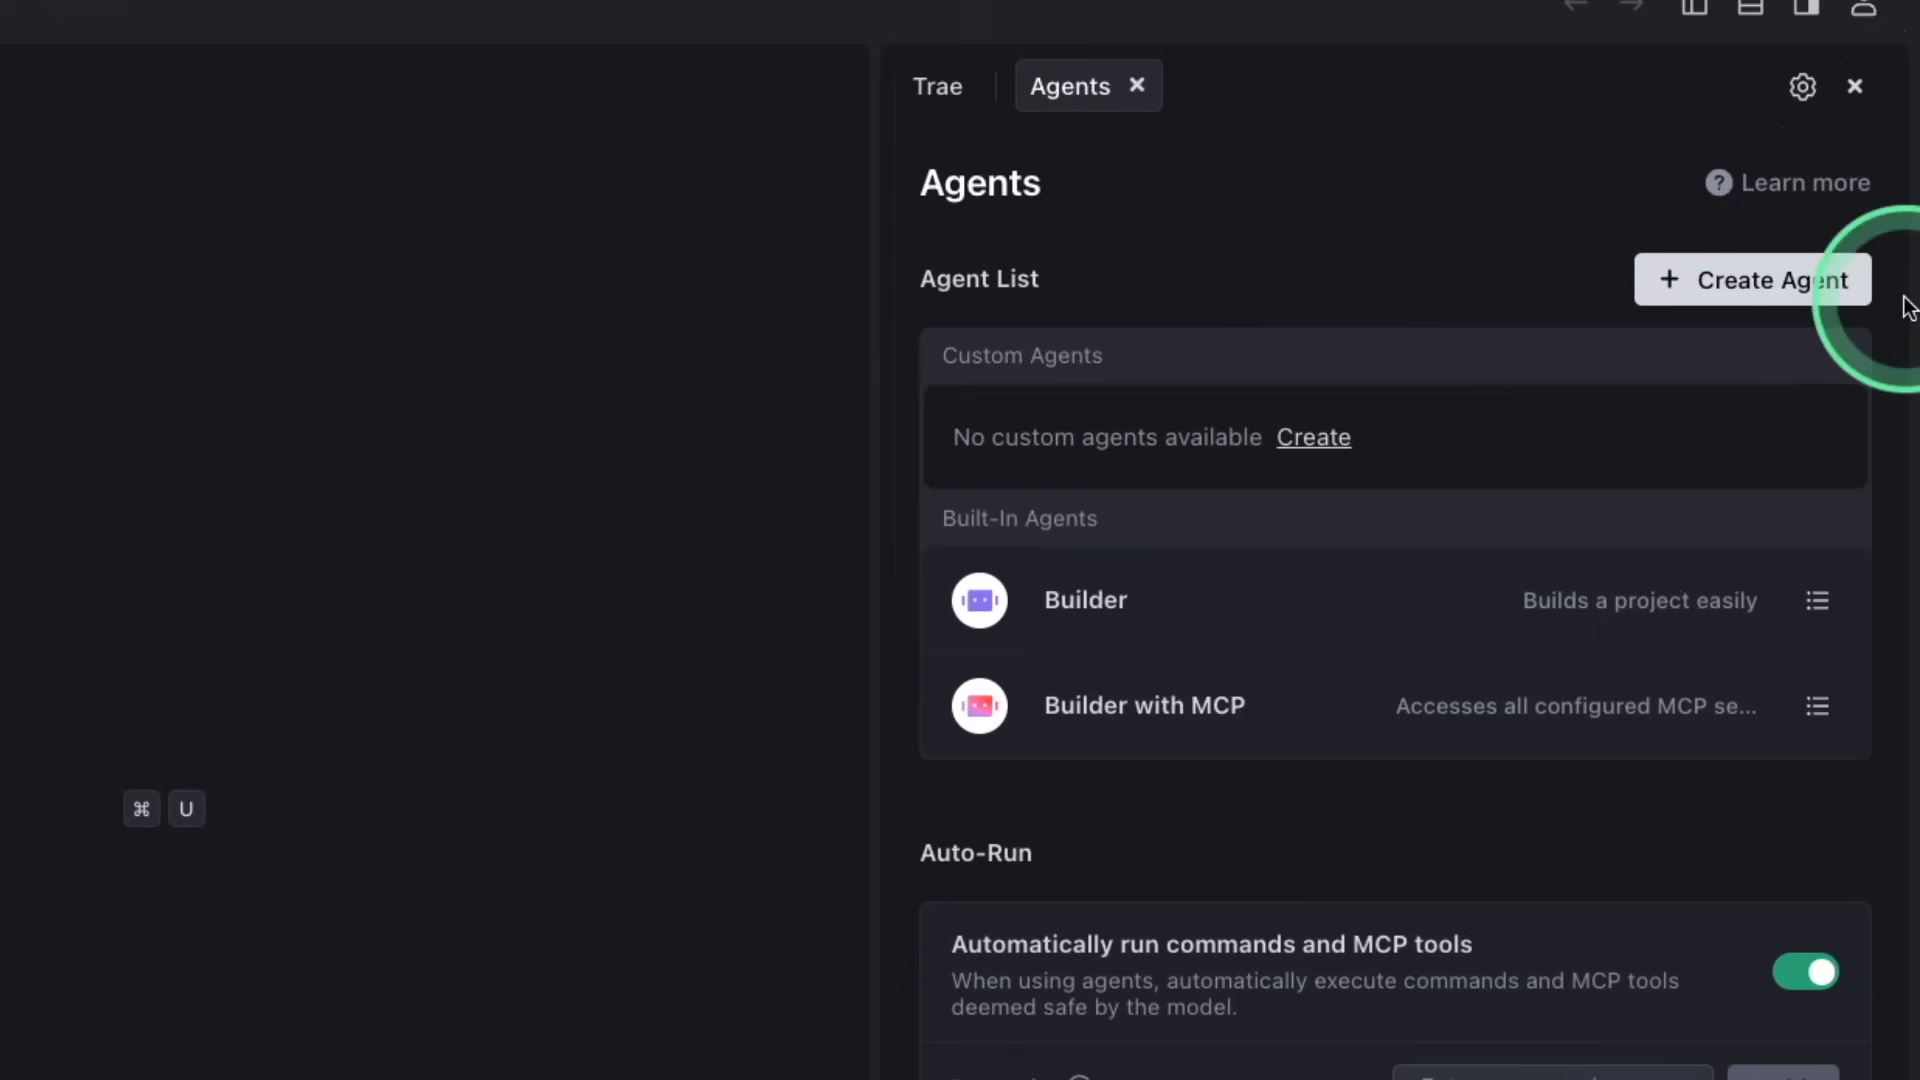 Trae
Agents
Agents
Learn more
Agent List
+ Create Agent
Custom Agents
No custom agents available Create
Built-In Agents
Builder
Builds a project easily
Builder with MCP
Accesses all configured MCP se...
⌘ U
Auto-Run
Automatically run commands and MCP tools
When using agents, automatically execute commands and MCP tools
deemed safe by the model.